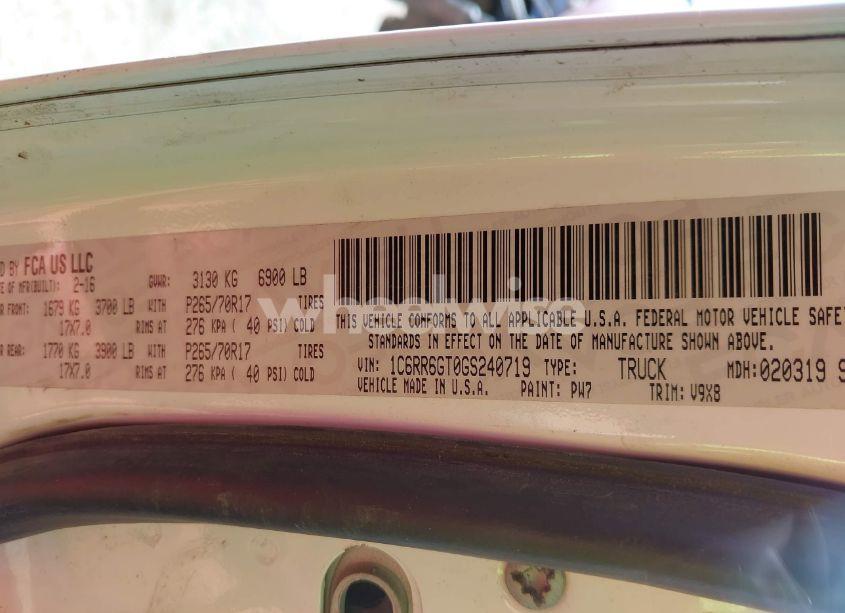 D BY FCA US LLC
TE OF MFR(BUILT): 2-16
GVWR: 3130 KG 6900 LB
R FRONT: 1679 KG 3700 LB WITH P265/70R17 TIRES
17X7.0 RIMS AT 276 KPA ( 40 PSI) COLD
R REAR: 1770 KG 3900 LB WITH P265/70R17 TIRES
17X7.0 RIMS AT 276 KPA ( 40 PSI) COLD
THIS VEHICLE CONFORMS TO ALL APPLICABLE U.S.A. FEDERAL MOTOR VEHICLE SAFET
STANDARDS IN EFFECT ON THE DATE OF MANUFACTURE SHOWN ABOVE.
VIN: 1C6RR6GT0GS240719 TYPE: TRUCK MDH: 020319 9
VEHICLE MADE IN U.S.A. PAINT: PW7 TRIM: V9X8
wheelwise